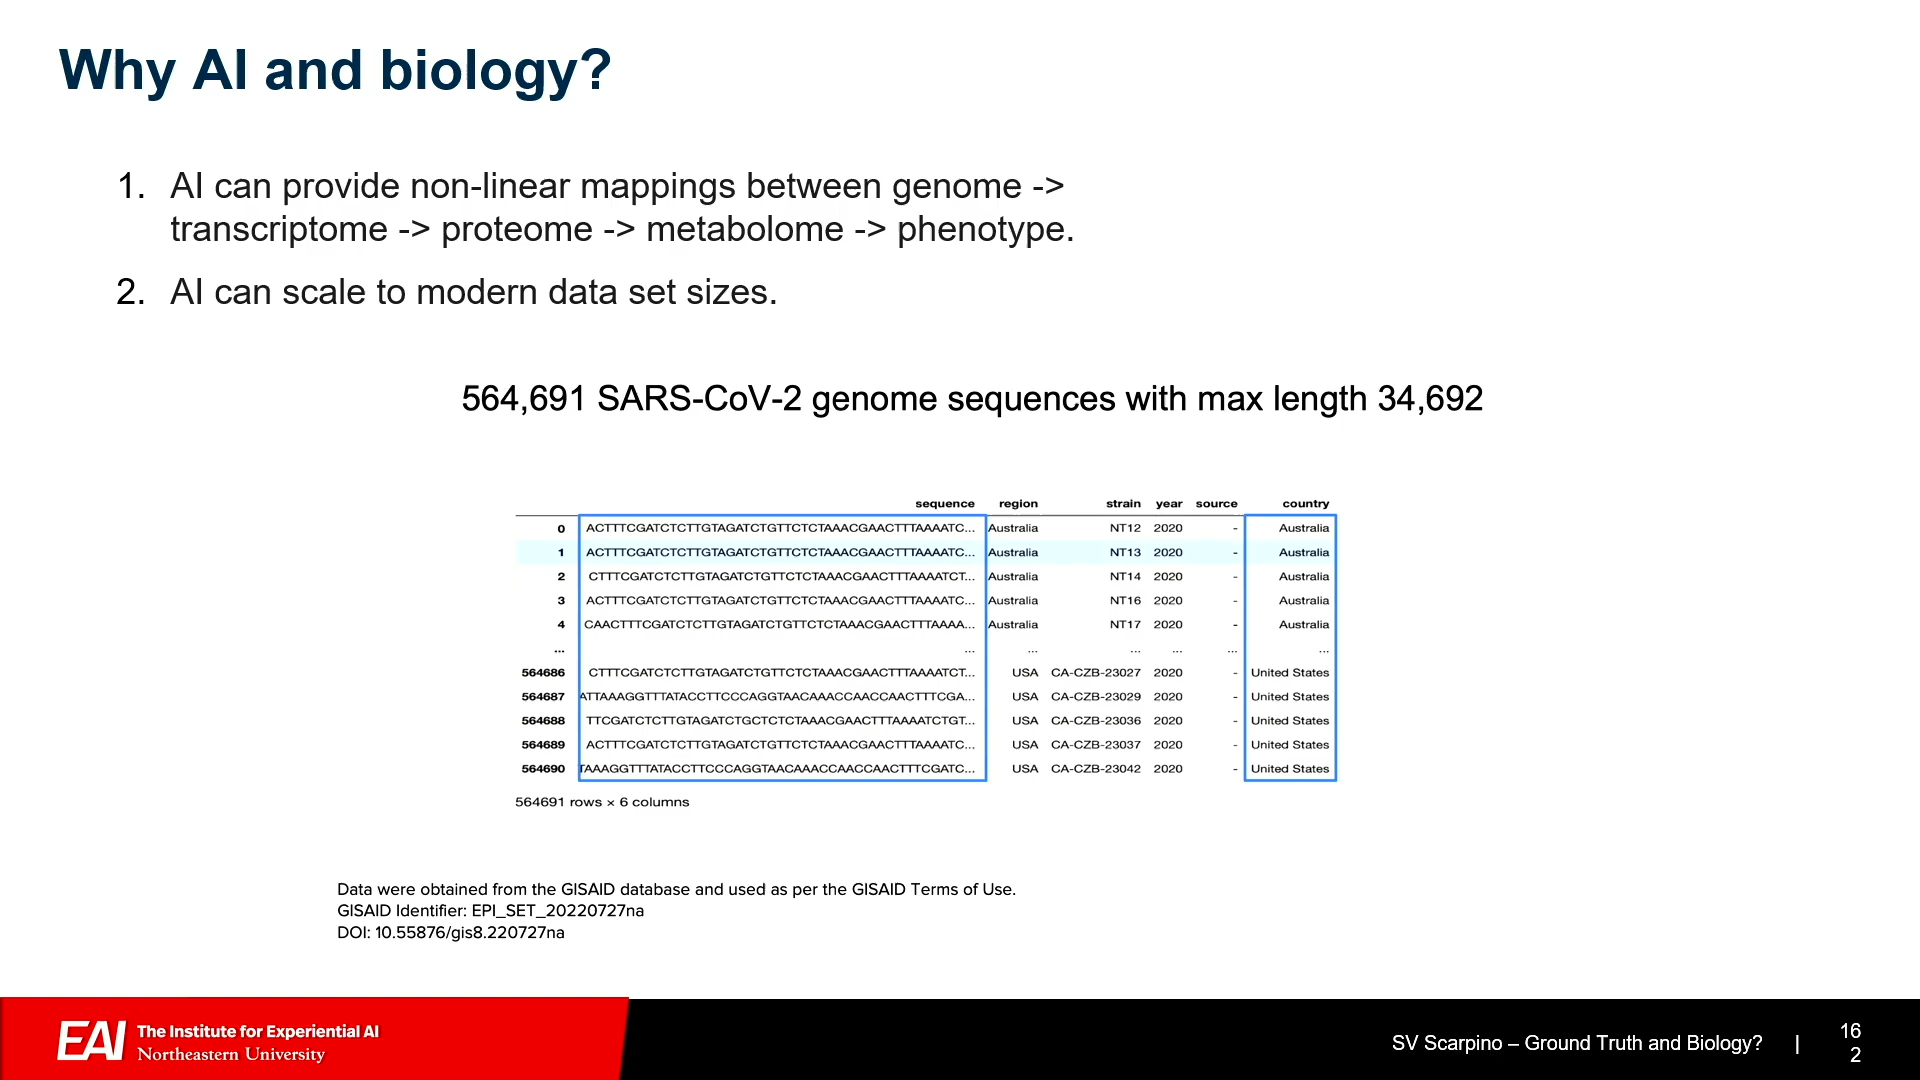 Why AI and biology?
1. AI can provide non-linear mappings between genome ->
transcriptome -> proteome -> metabolome -> phenotype.
2. AI can scale to modern data set sizes.
564,691 SARS-CoV-2 genome sequences with max length 34,692
sequence region strain year source country
0 ACTTTCGATCTCTTGTAGATCTGTTCTCTAAACGAACTTTAAAATC... Australia NT12 2020 - Australia
1 ACTTTCGATCTCTTGTAGATCTGTTCTCTAAACGAACTTTAAAATC... Australia NT13 2020 - Australia
2 CTTTCGATCTCTTGTAGATCTGTTCTCTAAACGAACTTTAAAATCT... Australia NT14 2020 - Australia
3 ACTTTCGATCTCTTGTAGATCTGTTCTCTAAACGAACTTTAAAATC... Australia NT16 2020 - Australia
4 CAACTTTCGATCTCTTGTAGATCTGTTCTCTAAACGAACTTTAAAA... Australia NT17 2020 - Australia
... ... ... ... ... ... ...
564686 CTTTCGATCTCTTGTAGATCTGTTCTCTAAACGAACTTTAAAATCT... USA CA-CZB-23027 2020 - United States
564687 ATTAAAGGTTTATACCTTCCCAGGTAACAAACCAACCAACTTTCGA... USA CA-CZB-23029 2020 - United States
564688 TTCGATCTCTTGTAGATCTGCTCTCTAAACGAACTTTAAAATCTGT... USA CA-CZB-23036 2020 - United States
564689 ACTTTCGATCTCTTGTAGATCTGTTCTCTAAACGAACTTTAAAATC... USA CA-CZB-23037 2020 - United States
564690 TAAAGGTTTATACCTTCCCAGGTAACAAACCAACCAACTTTCGATC... USA CA-CZB-23042 2020 - United States
564691 rows × 6 columns
Data were obtained from the GISAID database and used as per the GISAID Terms of Use.
GISAID Identifier: EPI_SET_20220727na
DOI: 10.55876/gis8.220727na
EAI The Institute for Experiential AI
Northeastern University
SV Scarpino – Ground Truth and Biology? | 16
2